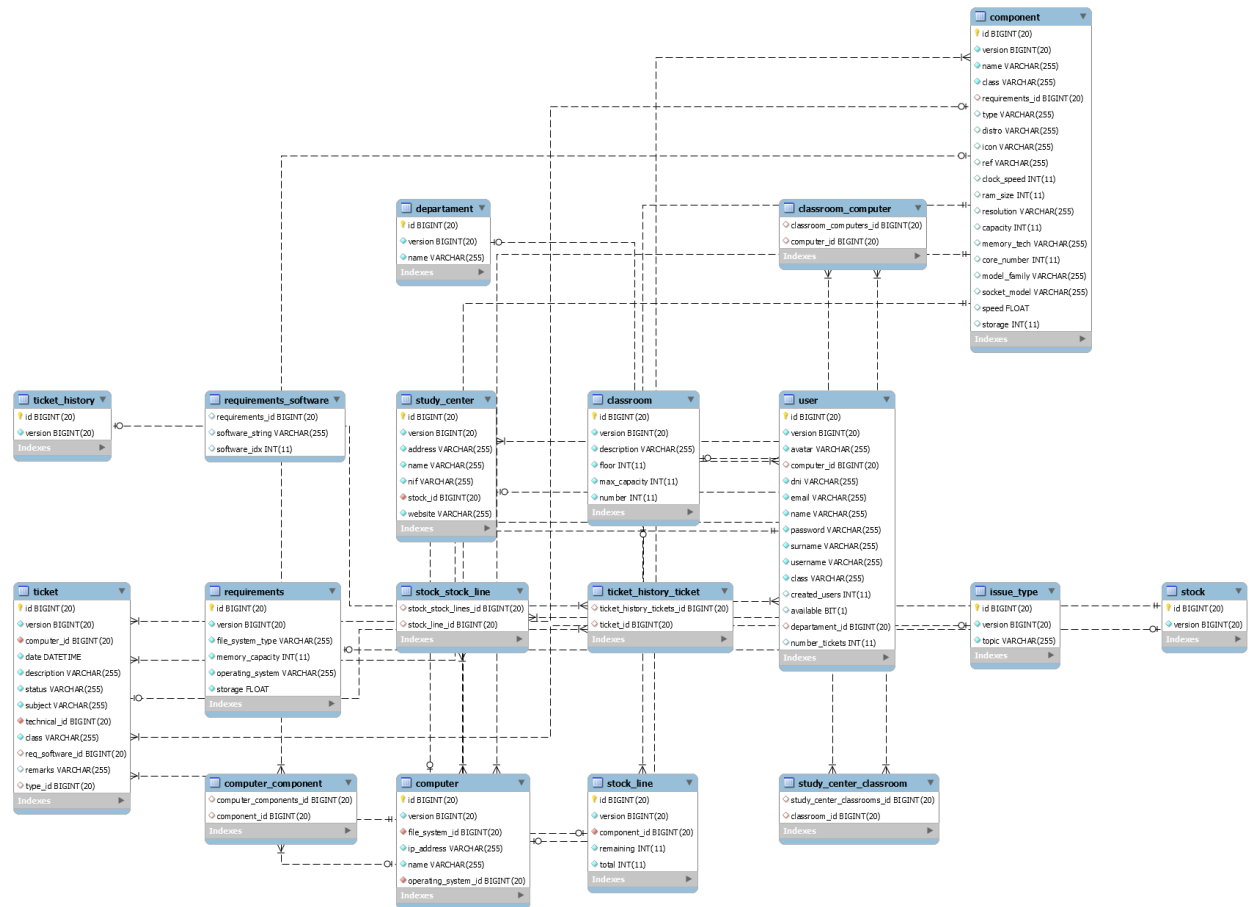 component
id BIGINT(20)
version BIGINT(20)
name VARCHAR(255)
class VARCHAR(255)
requirements_id BIGINT(20)
type VARCHAR(255)
distro VARCHAR(255)
icon VARCHAR(255)
ref VARCHAR(255)
clock_speed INT(11)
ram_size INT(11)
resolution VARCHAR(255)
capacity INT(11)
memory_tech VARCHAR(255)
core_number INT(11)
model_family VARCHAR(255)
socket_model VARCHAR(255)
speed FLOAT
storage INT(11)
Indexes
departament
id BIGINT(20)
version BIGINT(20)
name VARCHAR(255)
Indexes
classroom_computer
classroom_computers_id BIGINT(20)
computer_id BIGINT(20)
Indexes
ticket_history
id BIGINT(20)
version BIGINT(20)
Indexes
requirements_software
requirements_id BIGINT(20)
software_string VARCHAR(255)
software_idx INT(11)
Indexes
study_center
id BIGINT(20)
version BIGINT(20)
address VARCHAR(255)
name VARCHAR(255)
nif VARCHAR(255)
stock_id BIGINT(20)
website VARCHAR(255)
Indexes
classroom
id BIGINT(20)
version BIGINT(20)
description VARCHAR(255)
floor INT(11)
max_capacity INT(11)
number INT(11)
Indexes
user
id BIGINT(20)
version BIGINT(20)
avatar VARCHAR(255)
computer_id BIGINT(20)
dni VARCHAR(255)
email VARCHAR(255)
name VARCHAR(255)
password VARCHAR(255)
surname VARCHAR(255)
username VARCHAR(255)
class VARCHAR(255)
created_users INT(11)
available BIT(1)
departament_id BIGINT(20)
number_tickets INT(11)
Indexes
ticket
id BIGINT(20)
version BIGINT(20)
computer_id BIGINT(20)
date DATETIME
description VARCHAR(255)
status VARCHAR(255)
subject VARCHAR(255)
technical_id BIGINT(20)
class VARCHAR(255)
req_software_id BIGINT(20)
remarks VARCHAR(255)
type_id BIGINT(20)
Indexes
requirements
id BIGINT(20)
version BIGINT(20)
file_system_type VARCHAR(255)
memory_capacity INT(11)
operating_system VARCHAR(255)
storage FLOAT
Indexes
stock_stock_line
stock_stock_lines_id BIGINT(20)
stock_line_id BIGINT(20)
Indexes
ticket_history_ticket
ticket_history_tickets_id BIGINT(20)
ticket_id BIGINT(20)
Indexes
issue_type
id BIGINT(20)
version BIGINT(20)
topic VARCHAR(255)
Indexes
stock
id BIGINT(20)
version BIGINT(20)
Indexes
computer_component
computer_components_id BIGINT(20)
component_id BIGINT(20)
Indexes
computer
id BIGINT(20)
version BIGINT(20)
file_system_id BIGINT(20)
ip_address VARCHAR(255)
name VARCHAR(255)
operating_system_id BIGINT(20)
Indexes
stock_line
id BIGINT(20)
version BIGINT(20)
component_id BIGINT(20)
remaining INT(11)
total INT(11)
Indexes
study_center_classroom
study_center_classrooms_id BIGINT(20)
classroom_id BIGINT(20)
Indexes